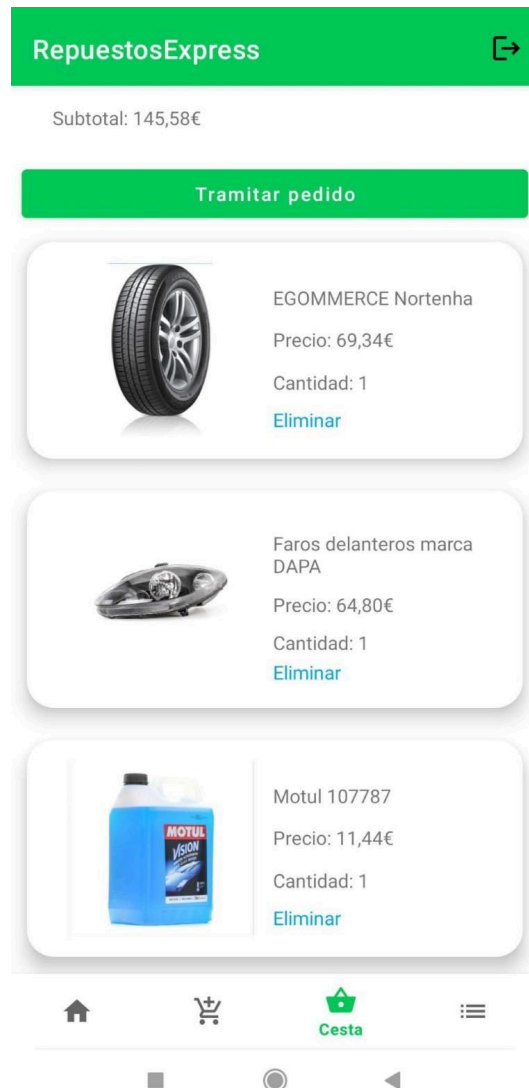 RepuestosExpress
Subtotal: 145,58€
Tramitar pedido
EGOMMERCE Nortenha
Precio: 69,34€
Cantidad: 1
Eliminar
Faros delanteros marca
DAPA
Precio: 64,80€
Cantidad: 1
Eliminar
MOTUL
VISION
Motul 107787
Precio: 11,44€
Cantidad: 1
Eliminar
Cesta